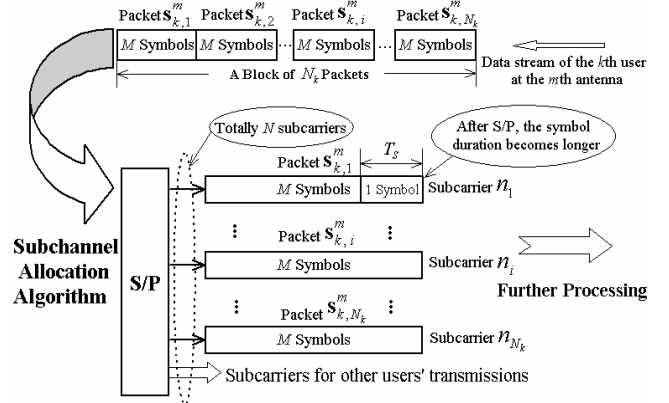 Packet s^m_{k,1} Packet s^m_{k,2} Packet s^m_{k,i} Packet s^m_{k,N_k}
M Symbols M Symbols ... M Symbols ... M Symbols
A Block of N_k Packets
Data stream of the kth user
at the mth antenna
Totally N subcarriers
After S/P, the symbol
duration becomes longer
Packet s^m_{k,1}
T_S
M Symbols 1 Symbol Subcarrier n_1
Packet s^m_{k,i}
M Symbols Subcarrier n_i
Packet s^m_{k,N_k}
M Symbols Subcarrier n_{N_k}
Subchannel
Allocation
Algorithm
S/P
Further Processing
Subcarriers for other users' transmissions